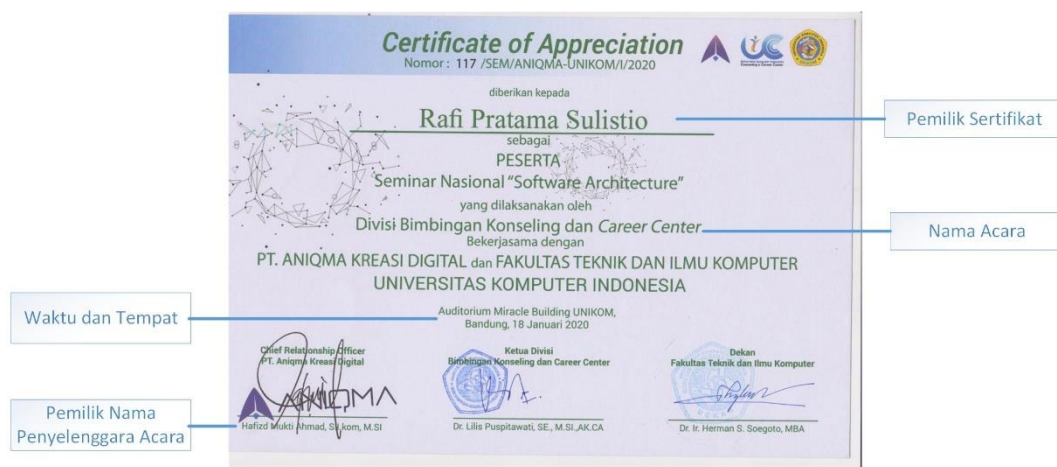 Certificate of Appreciation
Nomor : 117 /SEM/ANIQMA-UNIKOM/I/2020
diberikan kepada
Rafi Pratama Sulistio
Pemilik Sertifikat
sebagai
PESERTA
Seminar Nasional "Software Architecture"
yang dilaksanakan oleh
Divisi Bimbingan Konseling dan Career Center
Nama Acara
Bekerjasama dengan
PT. ANIQMA KREASI DIGITAL dan FAKULTAS TEKNIK DAN ILMU KOMPUTER
UNIVERSITAS KOMPUTER INDONESIA
Waktu dan Tempat
Auditorium Miracle Building UNIKOM,
Bandung, 18 Januari 2020
Chief Relationship Officer
PT. Aniqma Kreasi Digital
Ketua Divisi
Bimbingan Konseling dan Career Center
Dekan
Fakultas Teknik dan Ilmu Komputer
ANIQMA
Pemilik Nama
Penyelenggara Acara
Hafizd Mukti Ahmad, S.kom, M.SI
Dr. Lilis Puspitawati, SE., M.SI.,AK.CA
Dr. Ir. Herman S. Soegoto, MBA